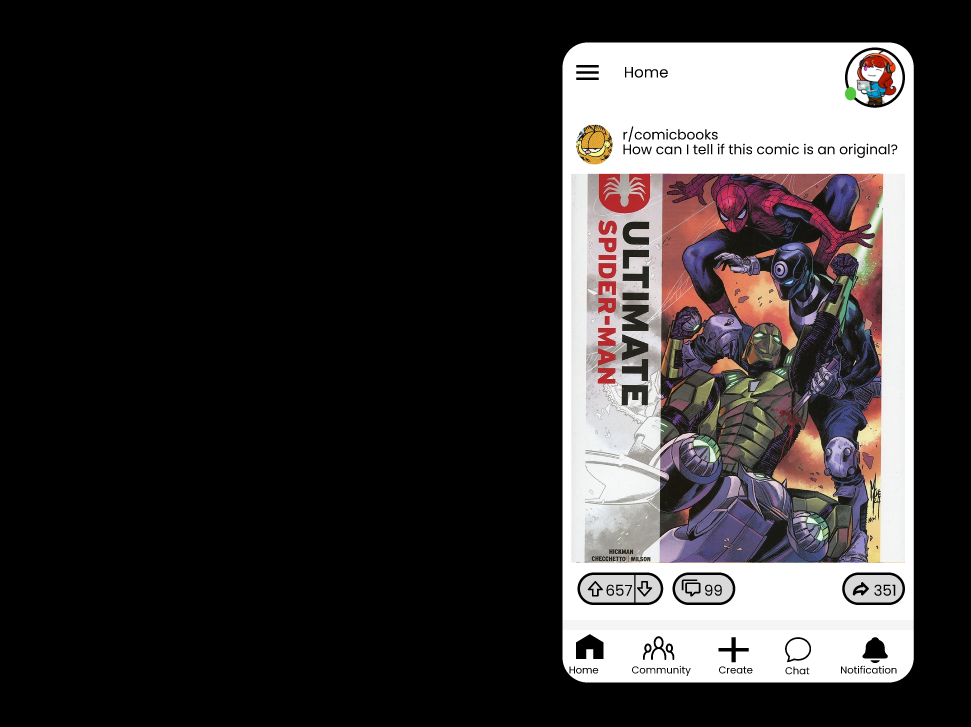 Home
r/comicbooks
How can I tell if this comic is an original?
ULTIMATE
SPIDER-MAN
HICKMAN
CHECCHETTO WILSON
657
99
351
Home
Community
Create
Chat
Notification